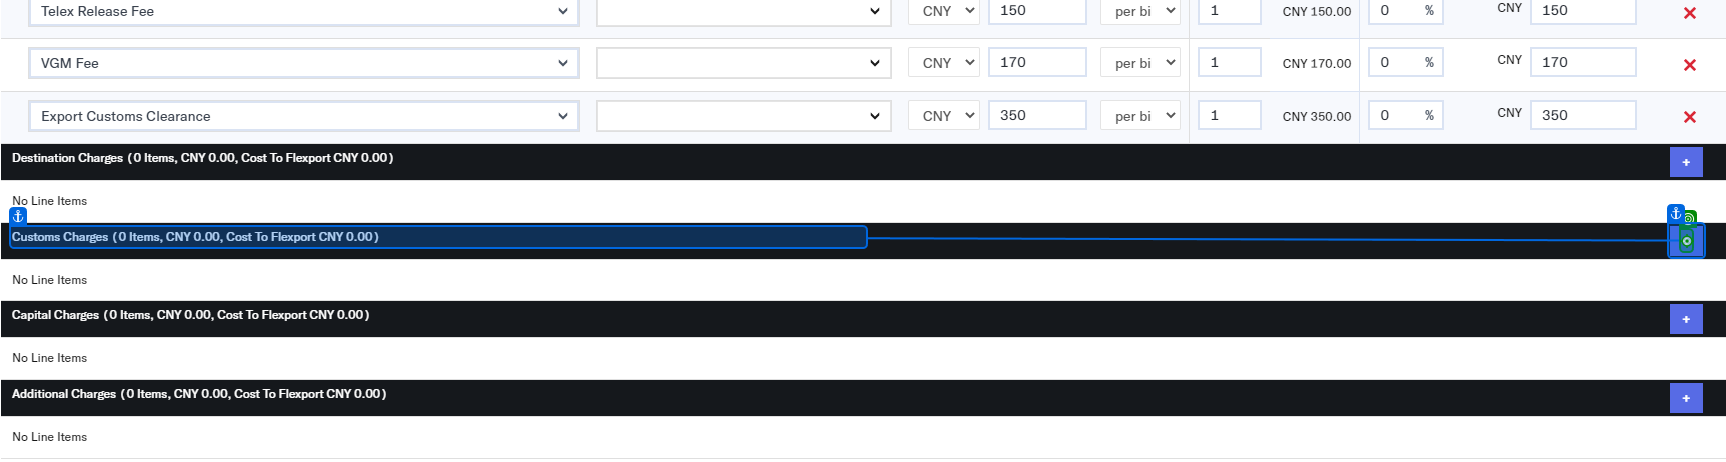 Telex Release Fee CNY 150 per bi 1 CNY 150.00 0 % CNY 150
VGM Fee CNY 170 per bi 1 CNY 170.00 0 % CNY 170
Export Customs Clearance CNY 350 per bi 1 CNY 350.00 0 % CNY 350
Destination Charges (0 Items, CNY 0.00, Cost To Flexport CNY 0.00) +
No Line Items
Customs Charges (0 Items, CNY 0.00, Cost To Flexport CNY 0.00)
No Line Items
Capital Charges (0 Items, CNY 0.00, Cost To Flexport CNY 0.00) +
No Line Items
Additional Charges (0 Items, CNY 0.00, Cost To Flexport CNY 0.00) +
No Line Items